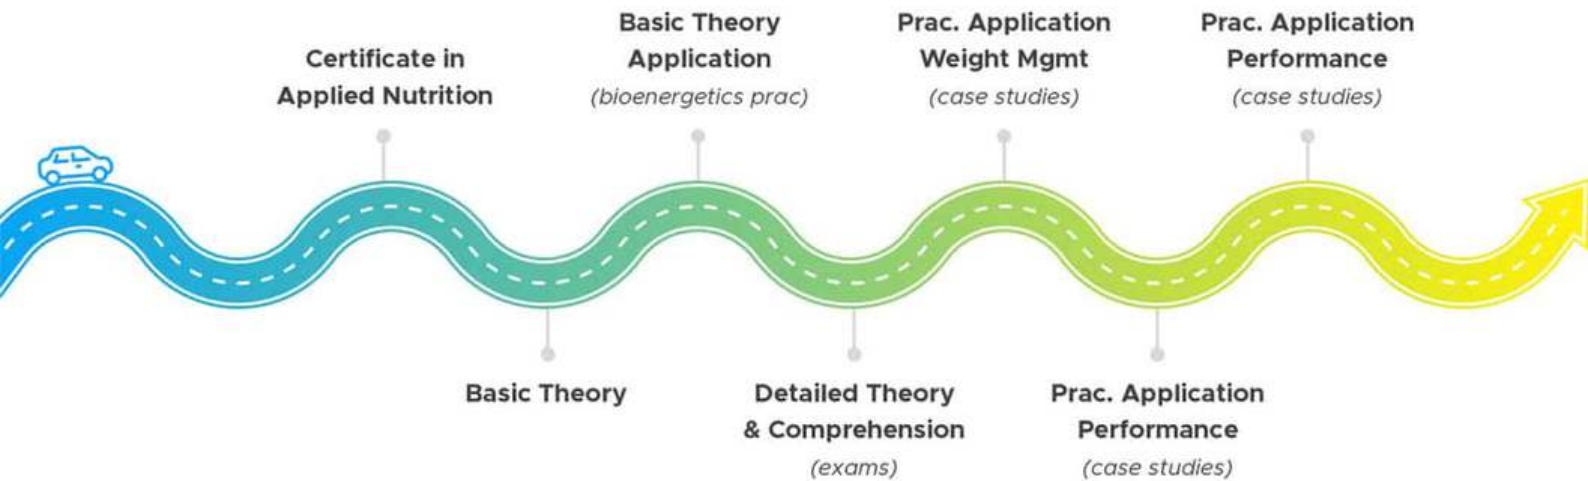 Certificate in
Applied Nutrition
Basic Theory
Basic Theory
Application
(bioenergetics prac)
Detailed Theory
& Comprehension
(exams)
Prac. Application
Weight Mgmt
(case studies)
Prac. Application
Performance
(case studies)
Prac. Application
Performance
(case studies)